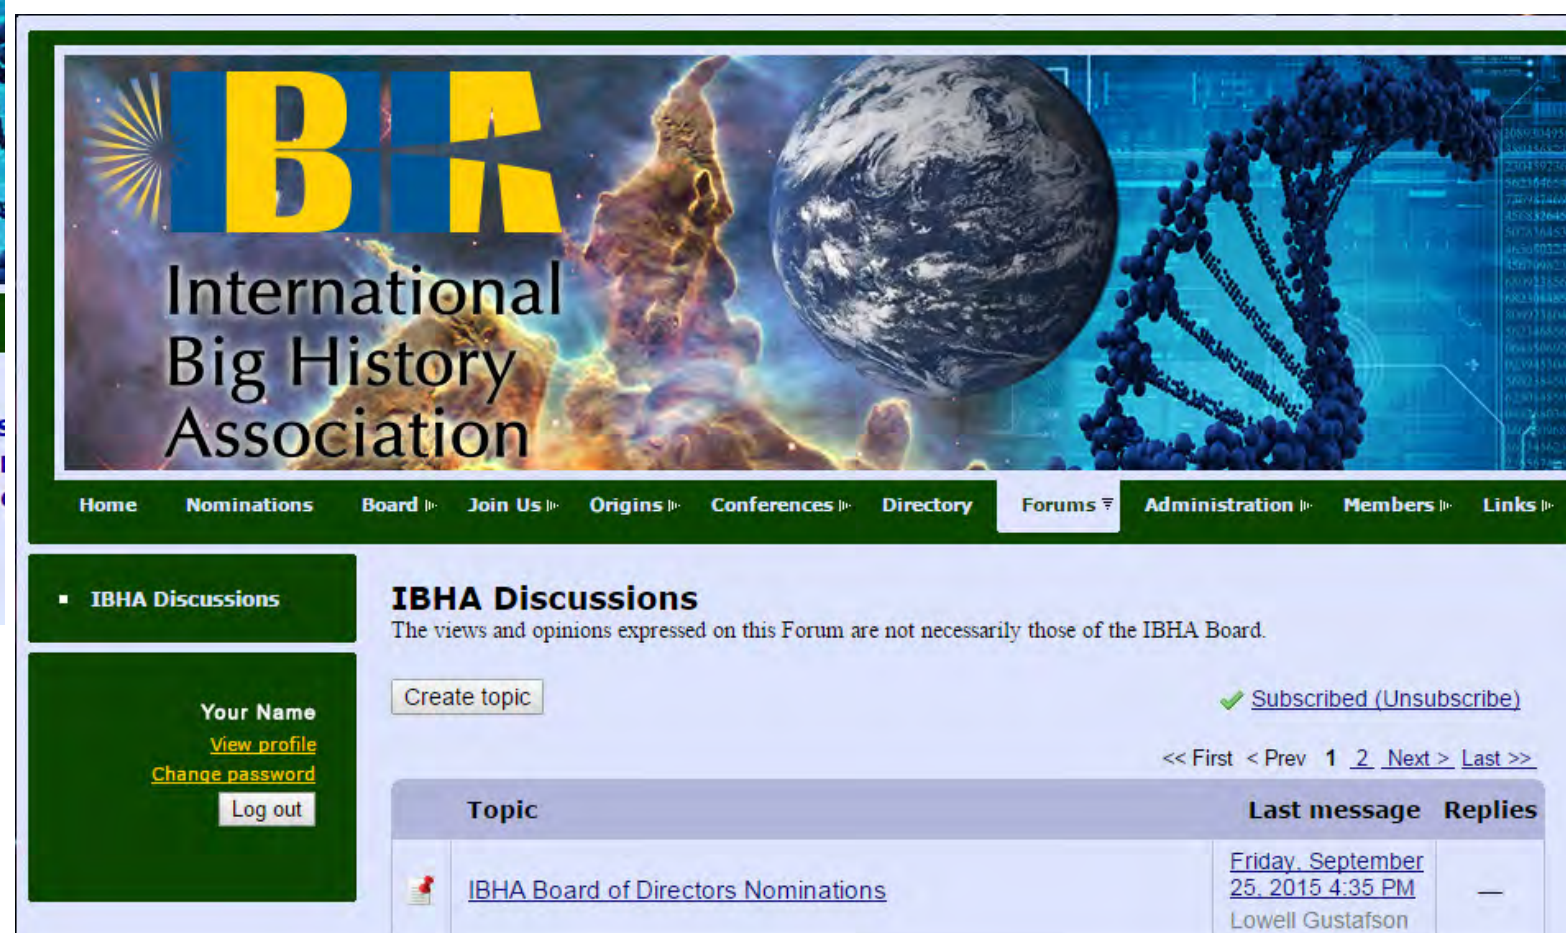 IBHA
International
Big History
Association
Home Nominations Board Join Us Origins Conferences Directory Forums Administration Members Links
IBHA Discussions
Your Name
View profile
Change password
Log out
IBHA Discussions
The views and opinions expressed on this Forum are not necessarily those of the IBHA Board.
Create topic
Subscribed (Unsubscribe)
<< First < Prev 1 2 Next > Last >>
Topic Last message Replies
IBHA Board of Directors Nominations
Friday, September
25, 2015 4:35 PM
—
Lowell Gustafson